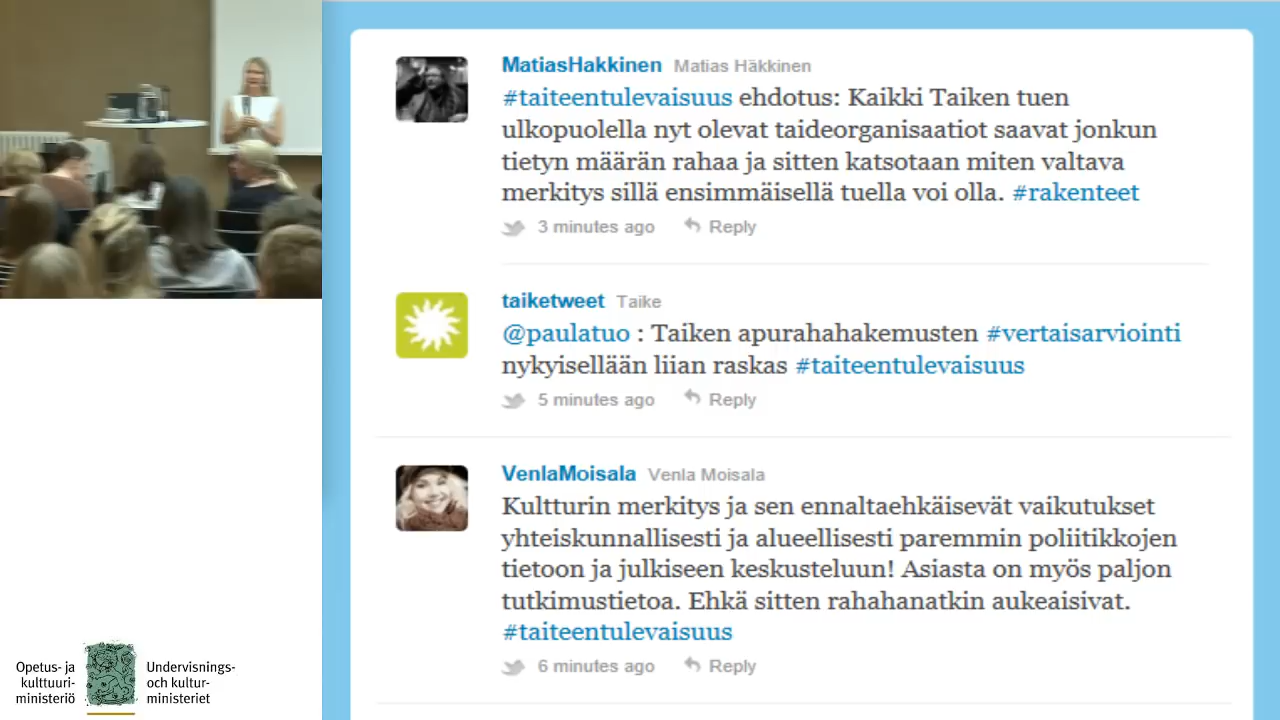 MatiasHakkinen Matias Häkkinen
#taiteentulevaisuus ehdotus: Kaikki Taiken tuen
ulkopuolella nyt olevat taideorganisaatiot saavat jonkun
tietyn määrän rahaa ja sitten katsotaan miten valtava
merkitys sillä ensimmäisellä tuella voi olla. #rakenteet
3 minutes ago Reply
taiketweet Taike
@paulatuo : Taiken apurahahakemusten #vertaisarviointi
nykyisellään liian raskas #taiteentulevaisuus
5 minutes ago Reply
VenlaMoisala Venla Moisala
Kultturin merkitys ja sen ennaltaehkäisevät vaikutukset
yhteiskunnallisesti ja alueellisesti paremmin poliitikkojen
tietoon ja julkiseen keskusteluun! Asiasta on myös paljon
tutkimustietoa. Ehkä sitten rahahanatkin aukeaisivat.
#taiteentulevaisuus
6 minutes ago Reply
Opetus- ja
kulttuuri-
ministeriö
Undervisnings-
och kultur-
ministeriet